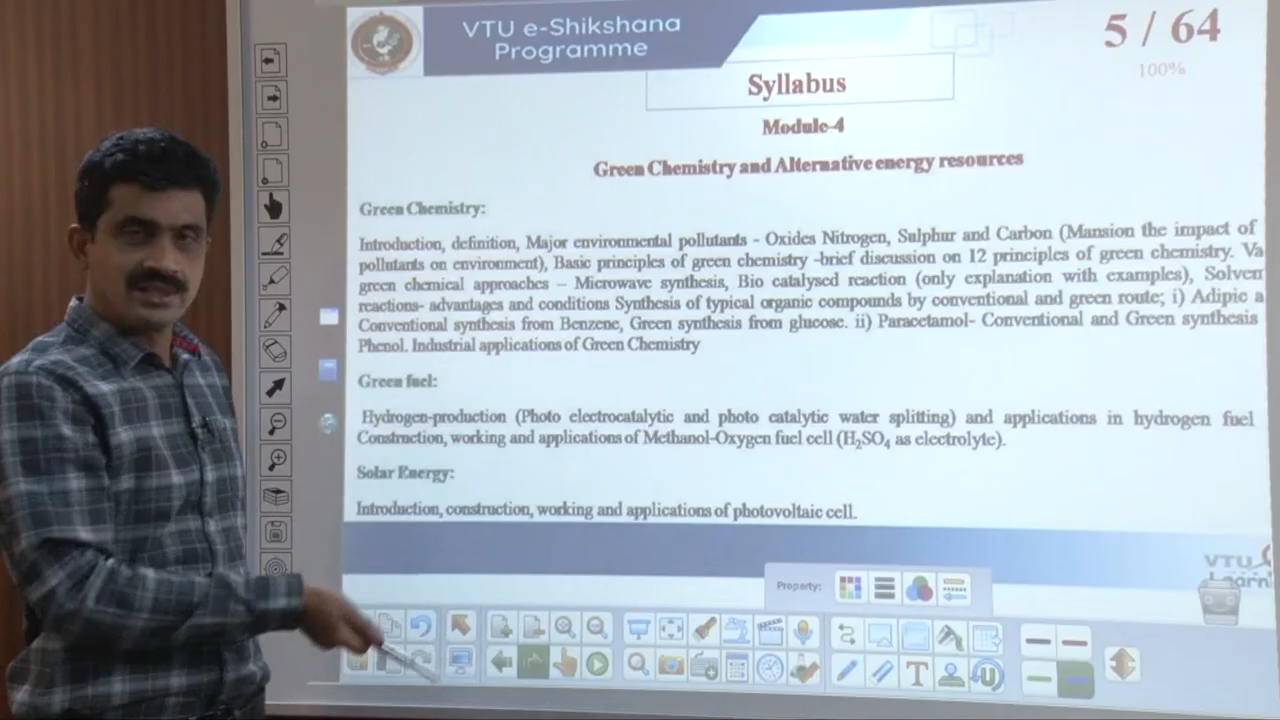 VTU e-Shikshana
Programme
5 / 64
100%
Syllabus
Module-4
Green Chemistry and Alternative energy resources
Green Chemistry:
Introduction, definition, Major environmental pollutants - Oxides Nitrogen, Sulphur and Carbon (Mansion the impact of
pollutants on environment), Basic principles of green chemistry -brief discussion on 12 principles of green chemistry. Va
green chemical approaches – Microwave synthesis, Bio catalysed reaction (only explanation with examples), Solven
reactions- advantages and conditions Synthesis of typical organic compounds by conventional and green route; i) Adipic a
Conventional synthesis from Benzene, Green synthesis from glucose. ii) Paracetamol- Conventional and Green synthesis
Phenol. Industrial applications of Green Chemistry
Green fuel:
Hydrogen-production (Photo electrocatalytic and photo catalytic water splitting) and applications in hydrogen fuel
Construction, working and applications of Methanol-Oxygen fuel cell (H₂SO₄ as electrolyte).
Solar Energy:
Introduction, construction, working and applications of photovoltaic cell.
VTU
Learn
Property: